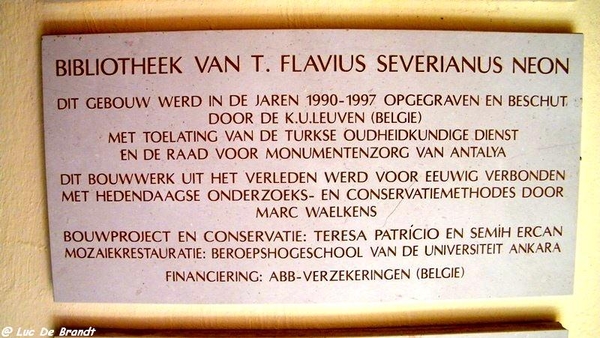 BIBLIOTHEEK VAN T. FLAVIUS SEVERIANUS NEON
DIT GEBOUW WERD IN DE JAREN 1990-1997 OPGEGRAVEN EN BESCHUT
DOOR DE K.U.LEUVEN (BELGIE)
MET TOELATING VAN DE TURKSE OUDHEIDKUNDIGE DIENST
EN DE RAAD VOOR MONUMENTENZORG VAN ANTALYA
DIT BOUWWERK UIT HET VERLEDEN WERD VOOR EEUWIG VERBONDEN
MET HEDENDAAGSE ONDERZOEKS- EN CONSERVATIEMETHODES DOOR
MARC WAELKENS
BOUWPROJECT EN CONSERVATIE: TERESA PATRÍCIO EN SEMİH ERCAN
MOZAIEKRESTAURATIE: BEROEPSHOGESCHOOL VAN DE UNIVERSITEIT ANKARA
FINANCIERING: ABB-VERZEKERINGEN (BELGIE)
@ Luc De Brandt